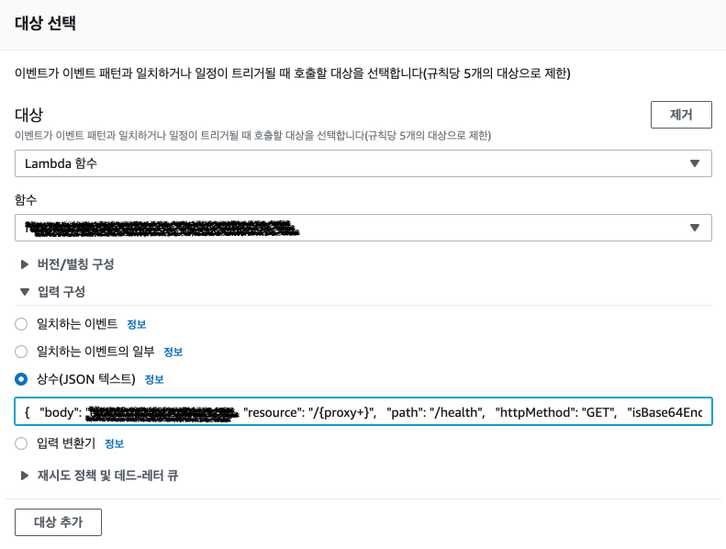 대상 선택
이벤트가 이벤트 패턴과 일치하거나 일정이 트리거될 때 호출할 대상을 선택합니다(규칙당 5개의 대상으로 제한)
대상
제거
이벤트가 이벤트 패턴과 일치하거나 일정이 트리거될 때 호출할 대상을 선택합니다(규칙당 5개의 대상으로 제한)
Lambda 함수
함수
버전/별칭 구성
입력 구성
일치하는 이벤트 정보
일치하는 이벤트의 일부 정보
상수(JSON 텍스트) 정보
{ "body": " "resource": "/{proxy+}", "path": "/health", "httpMethod": "GET", "isBase64Enc
입력 변환기 정보
재시도 정책 및 데드-레터 큐
대상 추가